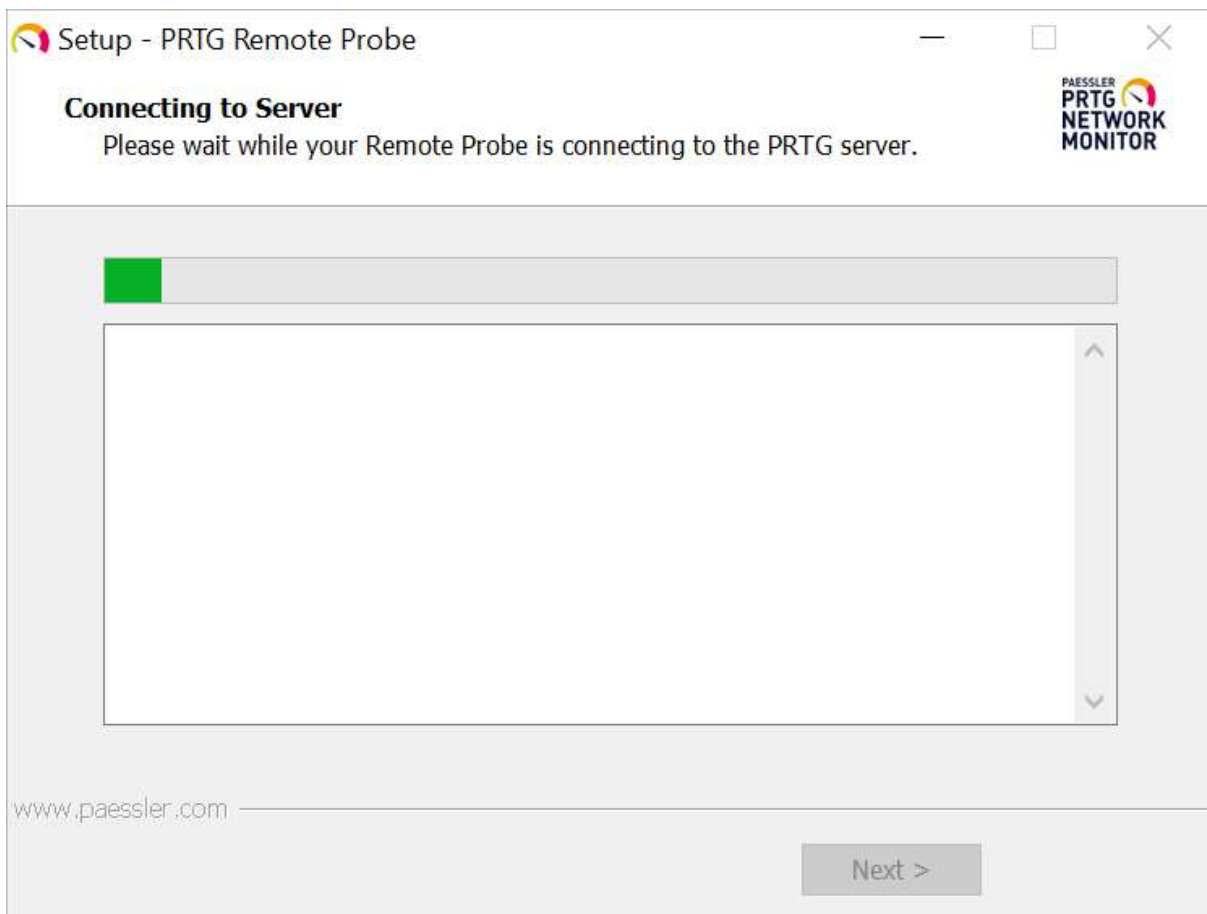 Setup - PRTG Remote Probe
Connecting to Server
Please wait while your Remote Probe is connecting to the PRTG server.
PAESSLER
PRTG
NETWORK
MONITOR
www.paessler.com
Next >